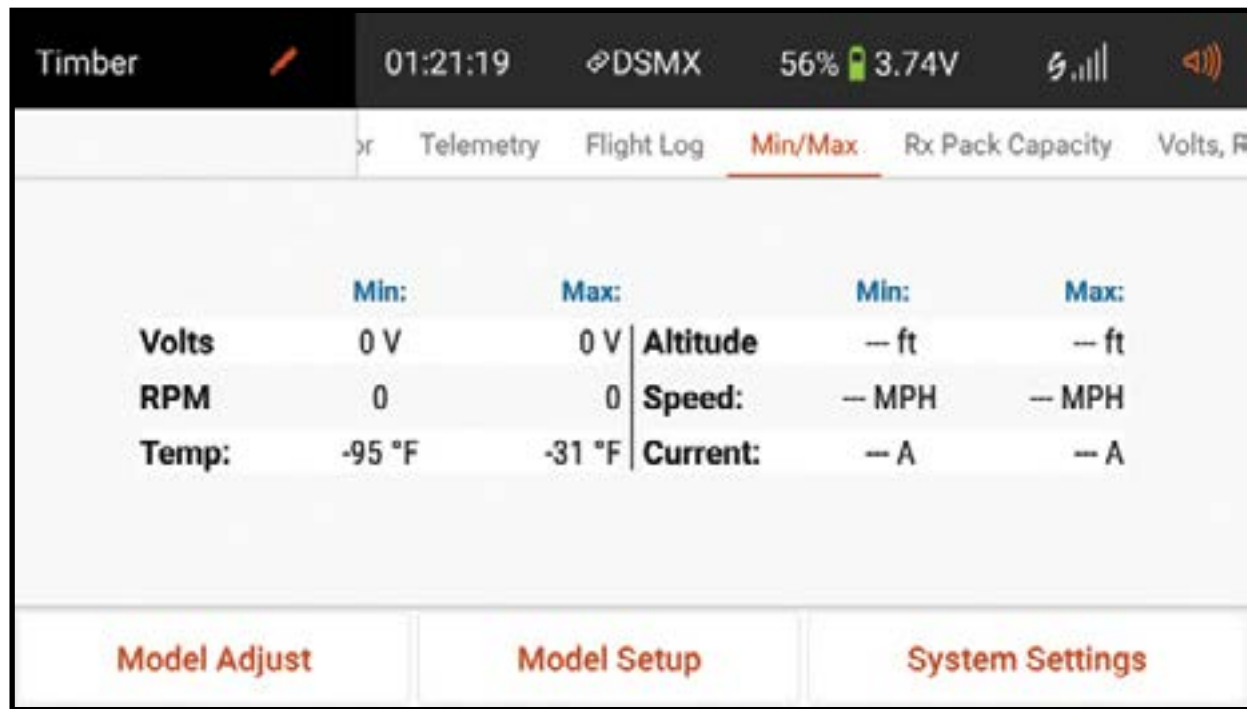 Timber 01:21:19 DSMX 56% 3.74V
or Telemetry Flight Log Min/Max Rx Pack Capacity Volts, R
Min: Max: Min: Max:
Volts 0 V 0 V Altitude --- ft --- ft
RPM 0 0 Speed: --- MPH --- MPH
Temp: -95 °F -31 °F Current: --- A --- A
Model Adjust Model Setup System Settings